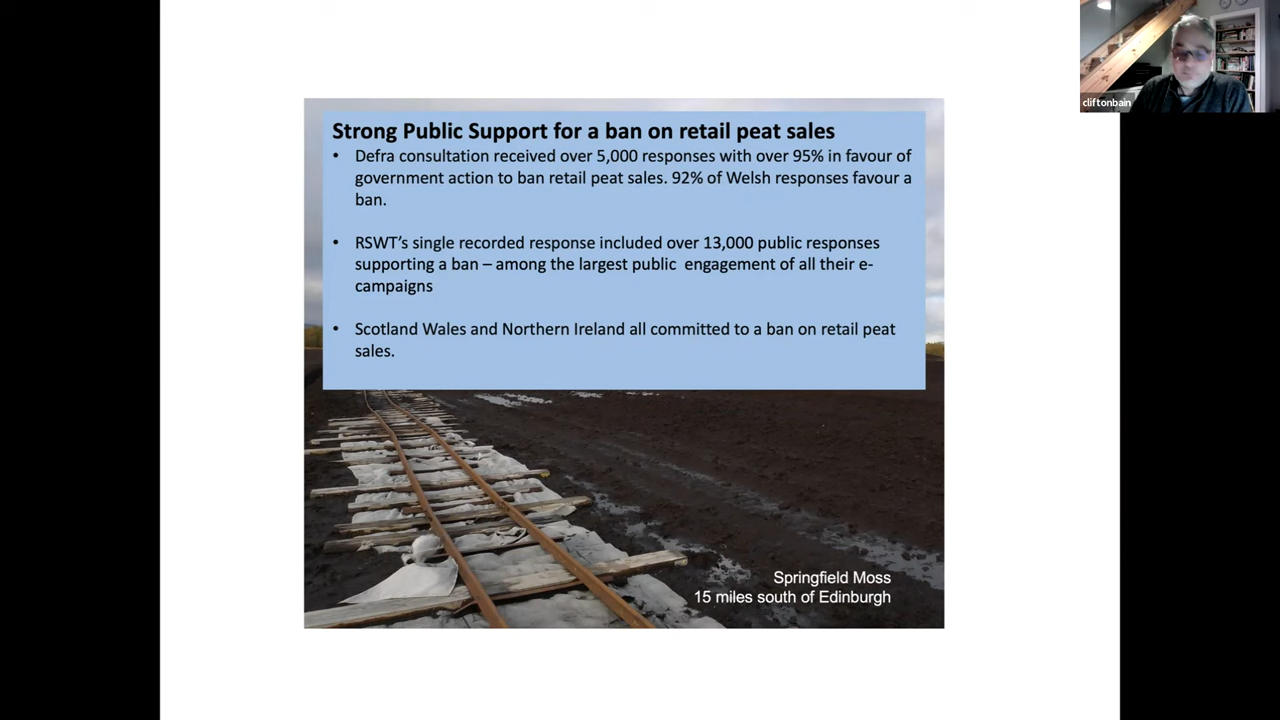 cliftonbain
Strong Public Support for a ban on retail peat sales
• Defra consultation received over 5,000 responses with over 95% in favour of
government action to ban retail peat sales. 92% of Welsh responses favour a
ban.
• RSWT’s single recorded response included over 13,000 public responses
supporting a ban – among the largest public  engagement of all their e-
campaigns
• Scotland Wales and Northern Ireland all committed to a ban on retail peat
sales.
Springfield Moss
15 miles south of Edinburgh